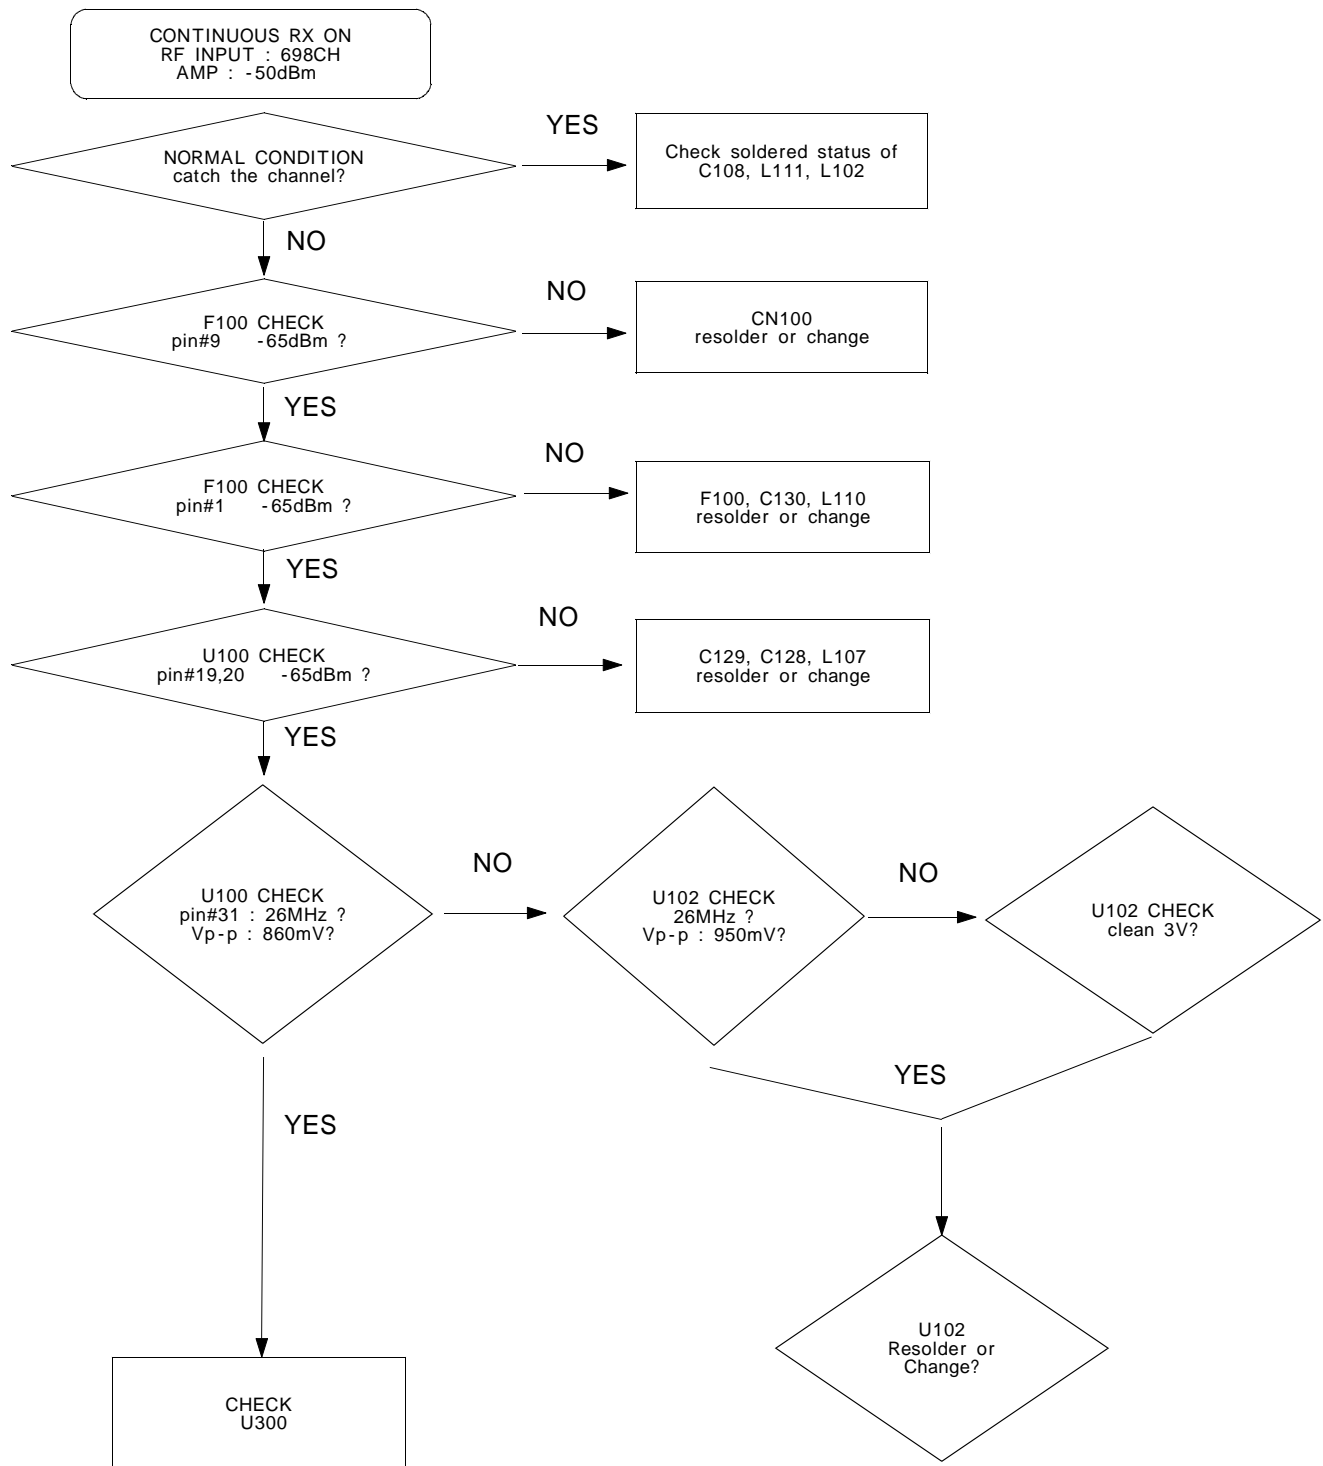 CONTINUOUS RX ON
RF INPUT : 698CH
AMP : -50dBm
NORMAL CONDITION
catch the channel?
YES
Check soldered status of
C108, L111, L102
NO
F100 CHECK
pin#9 -65dBm ?
NO
CN100
resolder or change
YES
F100 CHECK
pin#1 -65dBm ?
NO
F100, C130, L110
resolder or change
YES
U100 CHECK
pin#19,20 -65dBm ?
NO
C129, C128, L107
resolder or change
YES
U100 CHECK
pin#31 : 26MHz ?
Vp-p : 860mV?
NO
U102 CHECK
26MHz ?
Vp-p : 950mV?
NO
U102 CHECK
clean 3V?
YES
YES
U102
Resolder or
Change?
CHECK
U300